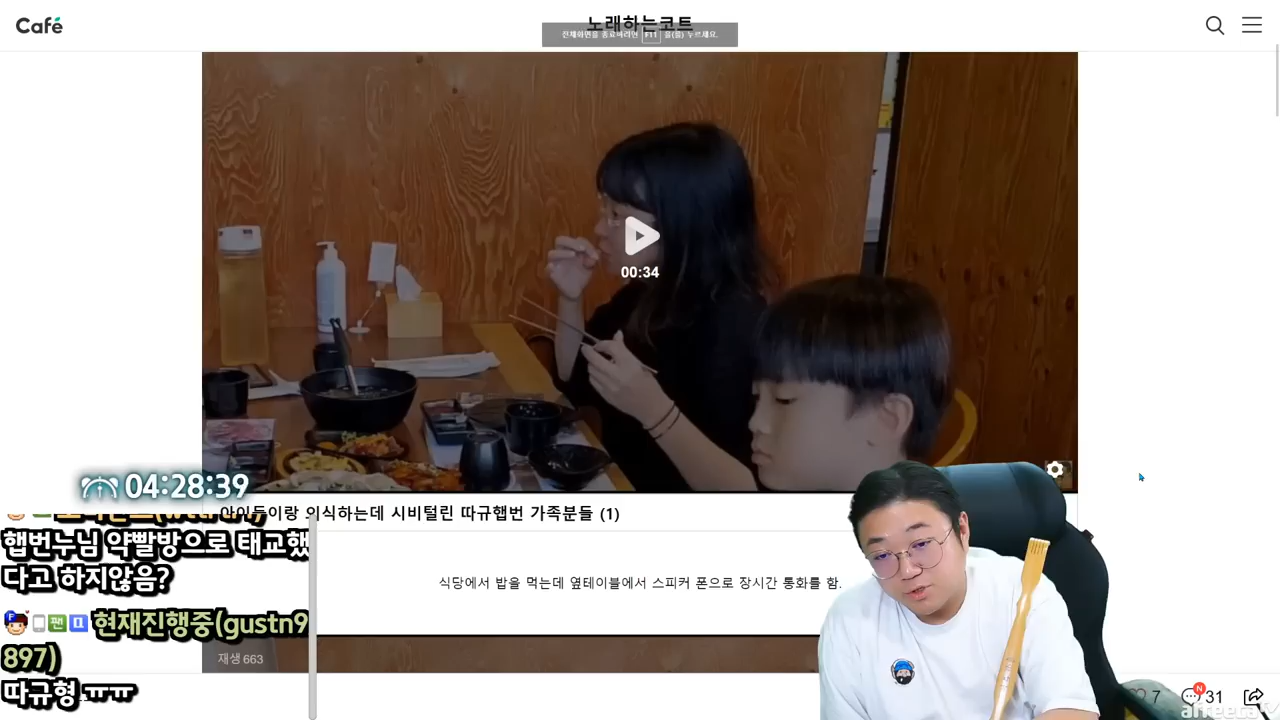 Café
노래하는코트
전체화면을 종료하려면 F11 을(를) 누르세요.
00:34
04:28:39
아이들이랑 외식하는데 시비털린 따규햅번 가족분들 (1)
햅번누님 약빨방으로 태교했
다고 하지않음?
식당에서 밥을 먹는데 옆테이블에서 스피커 폰으로 장시간 통화를 함.
F 팬 현재진행중(gustn9
897)
재생 663
따규형 ㅠㅠ
7
N
31
afreecaTV